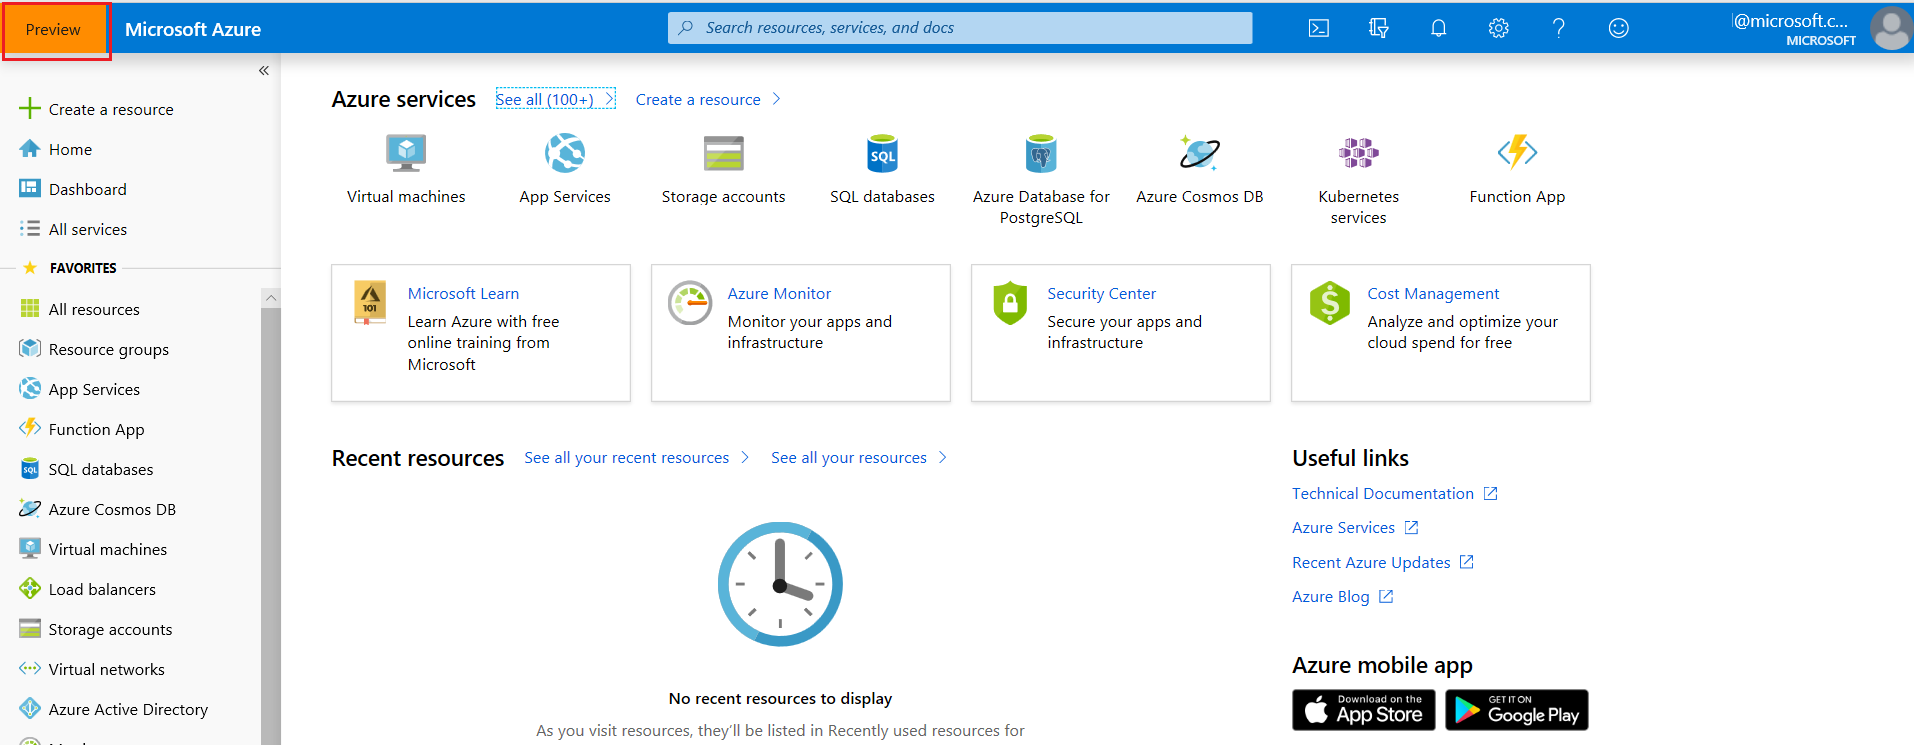 Preview
Microsoft Azure
Search resources, services, and docs
@microsoft.c...
MICROSOFT
Create a resource
Home
Dashboard
All services
FAVORITES
All resources
Resource groups
App Services
Function App
SQL databases
Azure Cosmos DB
Virtual machines
Load balancers
Storage accounts
Virtual networks
Azure Active Directory
Azure services
See all (100+)
Create a resource
Virtual machines
App Services
Storage accounts
SQL
SQL databases
Azure Database for
PostgreSQL
Azure Cosmos DB
Kubernetes
services
Function App
101
Microsoft Learn
Learn Azure with free
online training from
Microsoft
Azure Monitor
Monitor your apps and
infrastructure
Security Center
Secure your apps and
infrastructure
Cost Management
Analyze and optimize your
cloud spend for free
Recent resources
See all your recent resources
See all your resources
No recent resources to display
As you visit resources, they'll be listed in Recently used resources for
Useful links
Technical Documentation
Azure Services
Recent Azure Updates
Azure Blog
Azure mobile app
Download on the
App Store
GET IT ON
Google Play